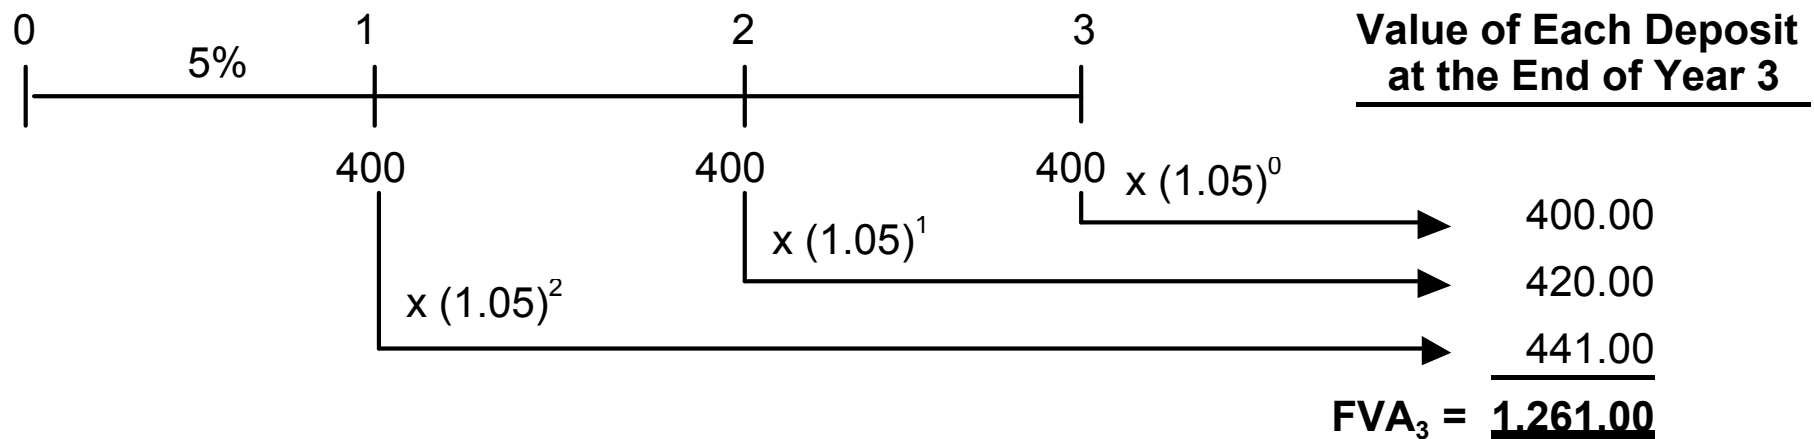 0 1 2 3 Value of Each Deposit
5% at the End of Year 3
400 400 400 x (1.05)⁰
400.00
x (1.05)¹
420.00
x (1.05)²
441.00
FVA₃ = 1,261.00